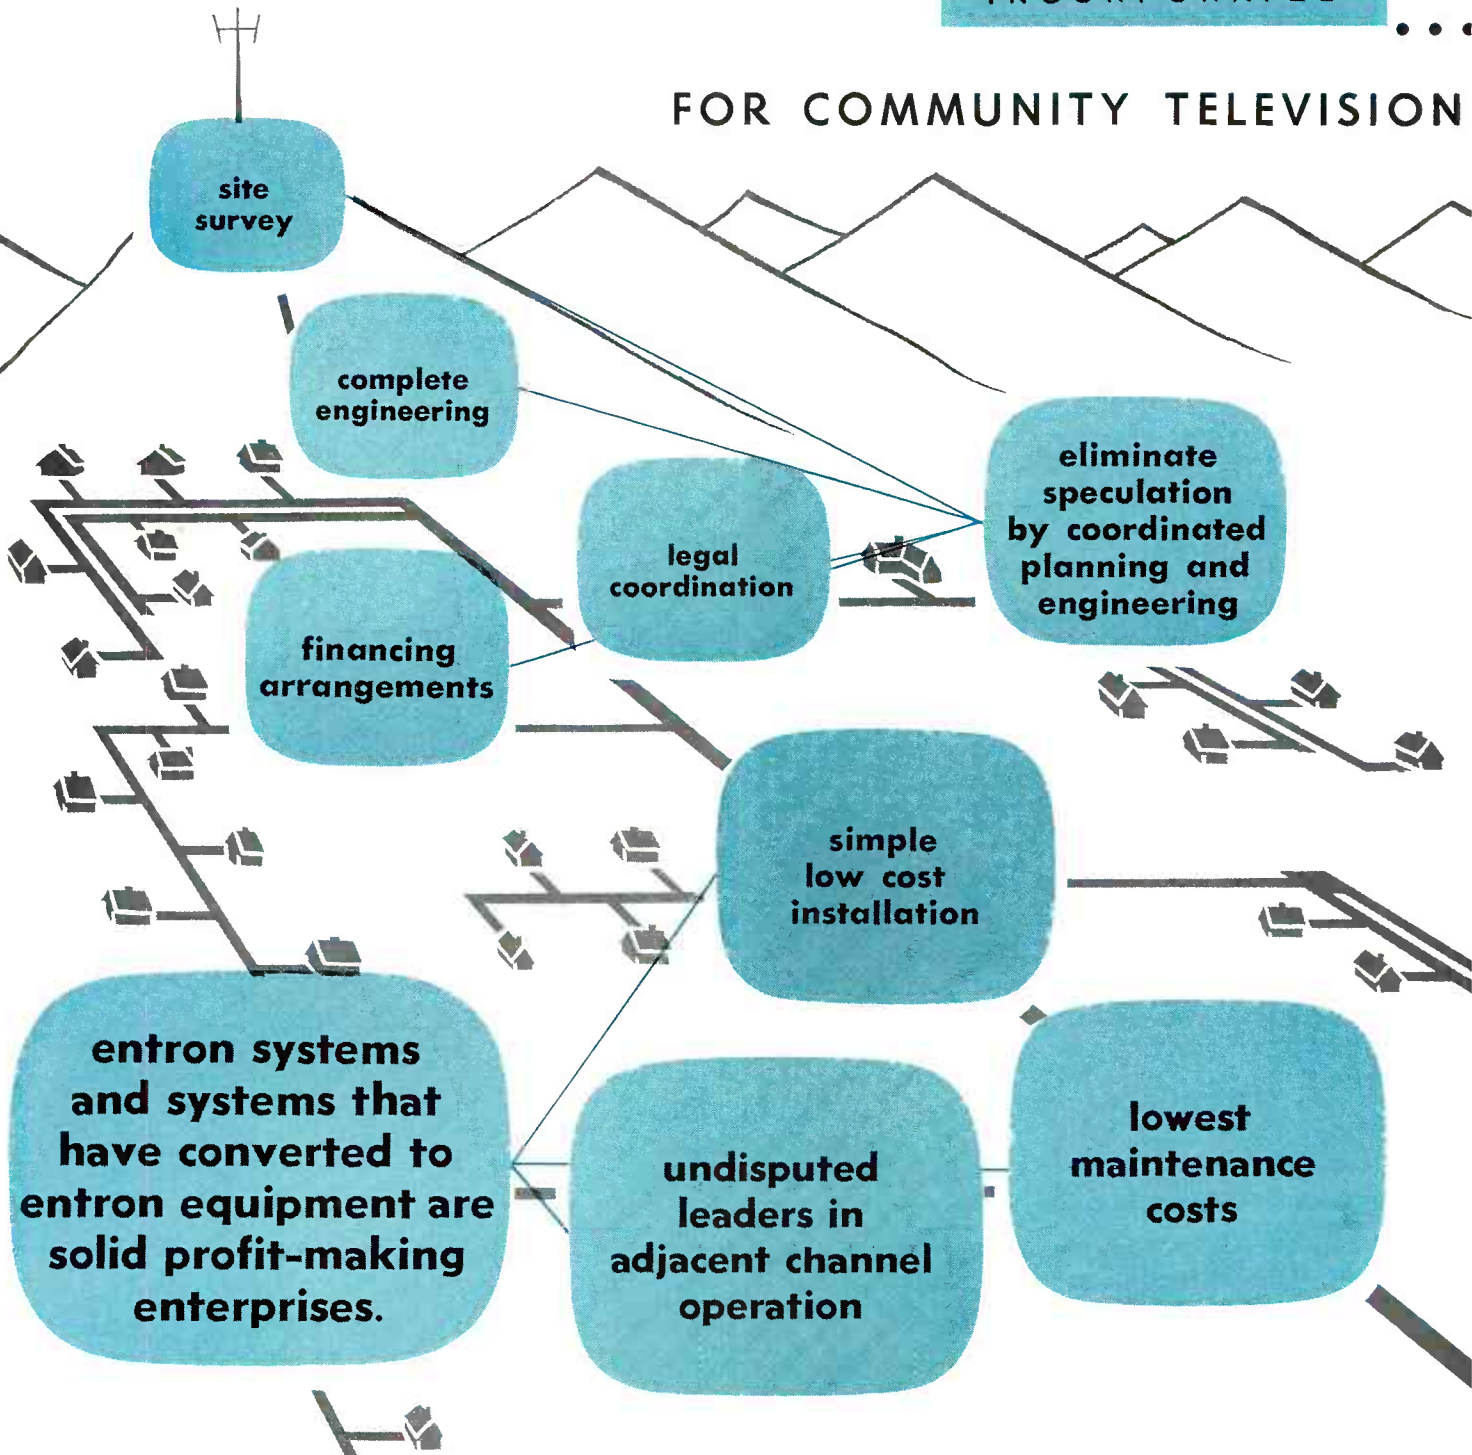 FOR COMMUNITY TELEVISION
site
survey
complete
engineering
eliminate
speculation
by coordinated
planning and
engineering
legal
coordination
financing
arrangements
simple
low cost
installation
entron systems
and systems that
have converted to
entron equipment are
solid profit-making
enterprises.
undisputed
leaders in
adjacent channel
operation
lowest
maintenance
costs